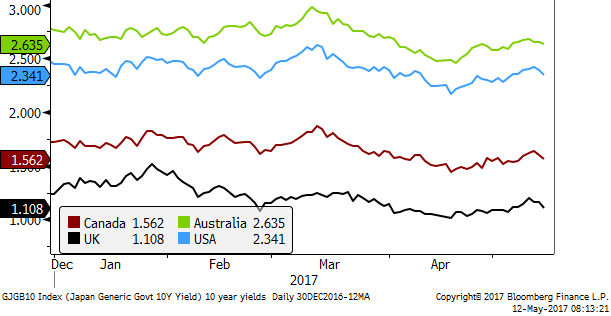 3.000
2.635
2.500
2.341
2.000
1.562
1.108
1.000
Canada 1.562 Australia 2.635
UK 1.108 USA 2.341
Dec Jan Feb Mar Apr
2017
GJGB10 Index (Japan Generic Govt 10Y Yield) 10 year yields Daily 30DEC2016-12MA Copyright© 2017 Bloomberg Finance L.P.
12-May-2017 08:13:21